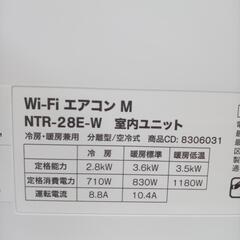 Wi-Fi エアコン M
NTR-28E-W 室内ユニット
冷房・暖房兼用 分離型/空冷式 商品CD: 8306031
冷 房 暖房標準 暖房低温
定格能力 2.8kW 3.6kW 3.5kW
定格消費電力 710W 830W 1180W
運転電流 8.8A 10.4A